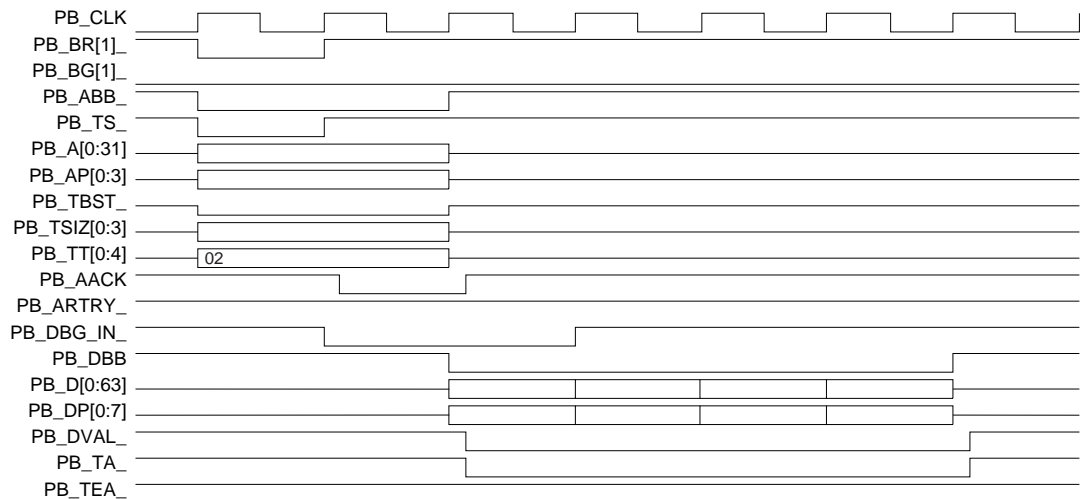 PB_CLK
PB_BR[1]_
PB_BG[1]_
PB_ABB_
PB_TS_
PB_A[0:31]
PB_AP[0:3]
PB_TBST_
PB_TSIZ[0:3]
PB_TT[0:4] 02
PB_AACK
PB_ARTRY_
PB_DBG_IN_
PB_DBB
PB_D[0:63]
PB_DP[0:7]
PB_DVAL_
PB_TA_
PB_TEA_